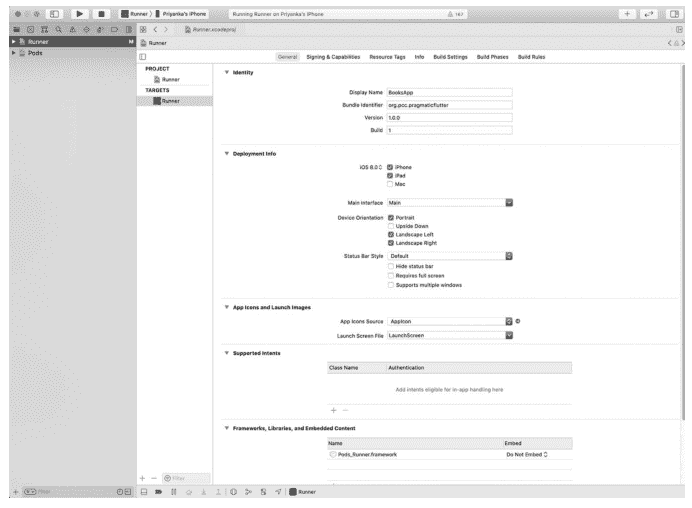 Runner 〉 Priyanka's iPhone
Running Runner on Priyanka's iPhone
167
Runner M
Pods
Runner.xcodeproj
Runner
General Signing & Capabilities Resource Tags Info Build Settings Build Phases Build Rules
PROJECT
Runner
TARGETS
Runner
Identity
Display Name BooksApp
Bundle Identifier org.pcc.pragmaticflutter
Version 1.0.0
Build 1
Deployment Info
iOS 8.0 iPhone
iPad
Mac
Main Interface Main
Device Orientation Portrait
Upside Down
Landscape Left
Landscape Right
Status Bar Style Default
Hide status bar
Requires full screen
Supports multiple windows
App Icons and Launch Images
App Icons Source AppIcon
Launch Screen File LaunchScreen
Supported Intents
Class Name Authentication
Add intents eligible for in-app handling here
Frameworks, Libraries, and Embedded Content
Name Embed
Pods_Runner.framework Do Not Embed
Filter
Filter
Runner